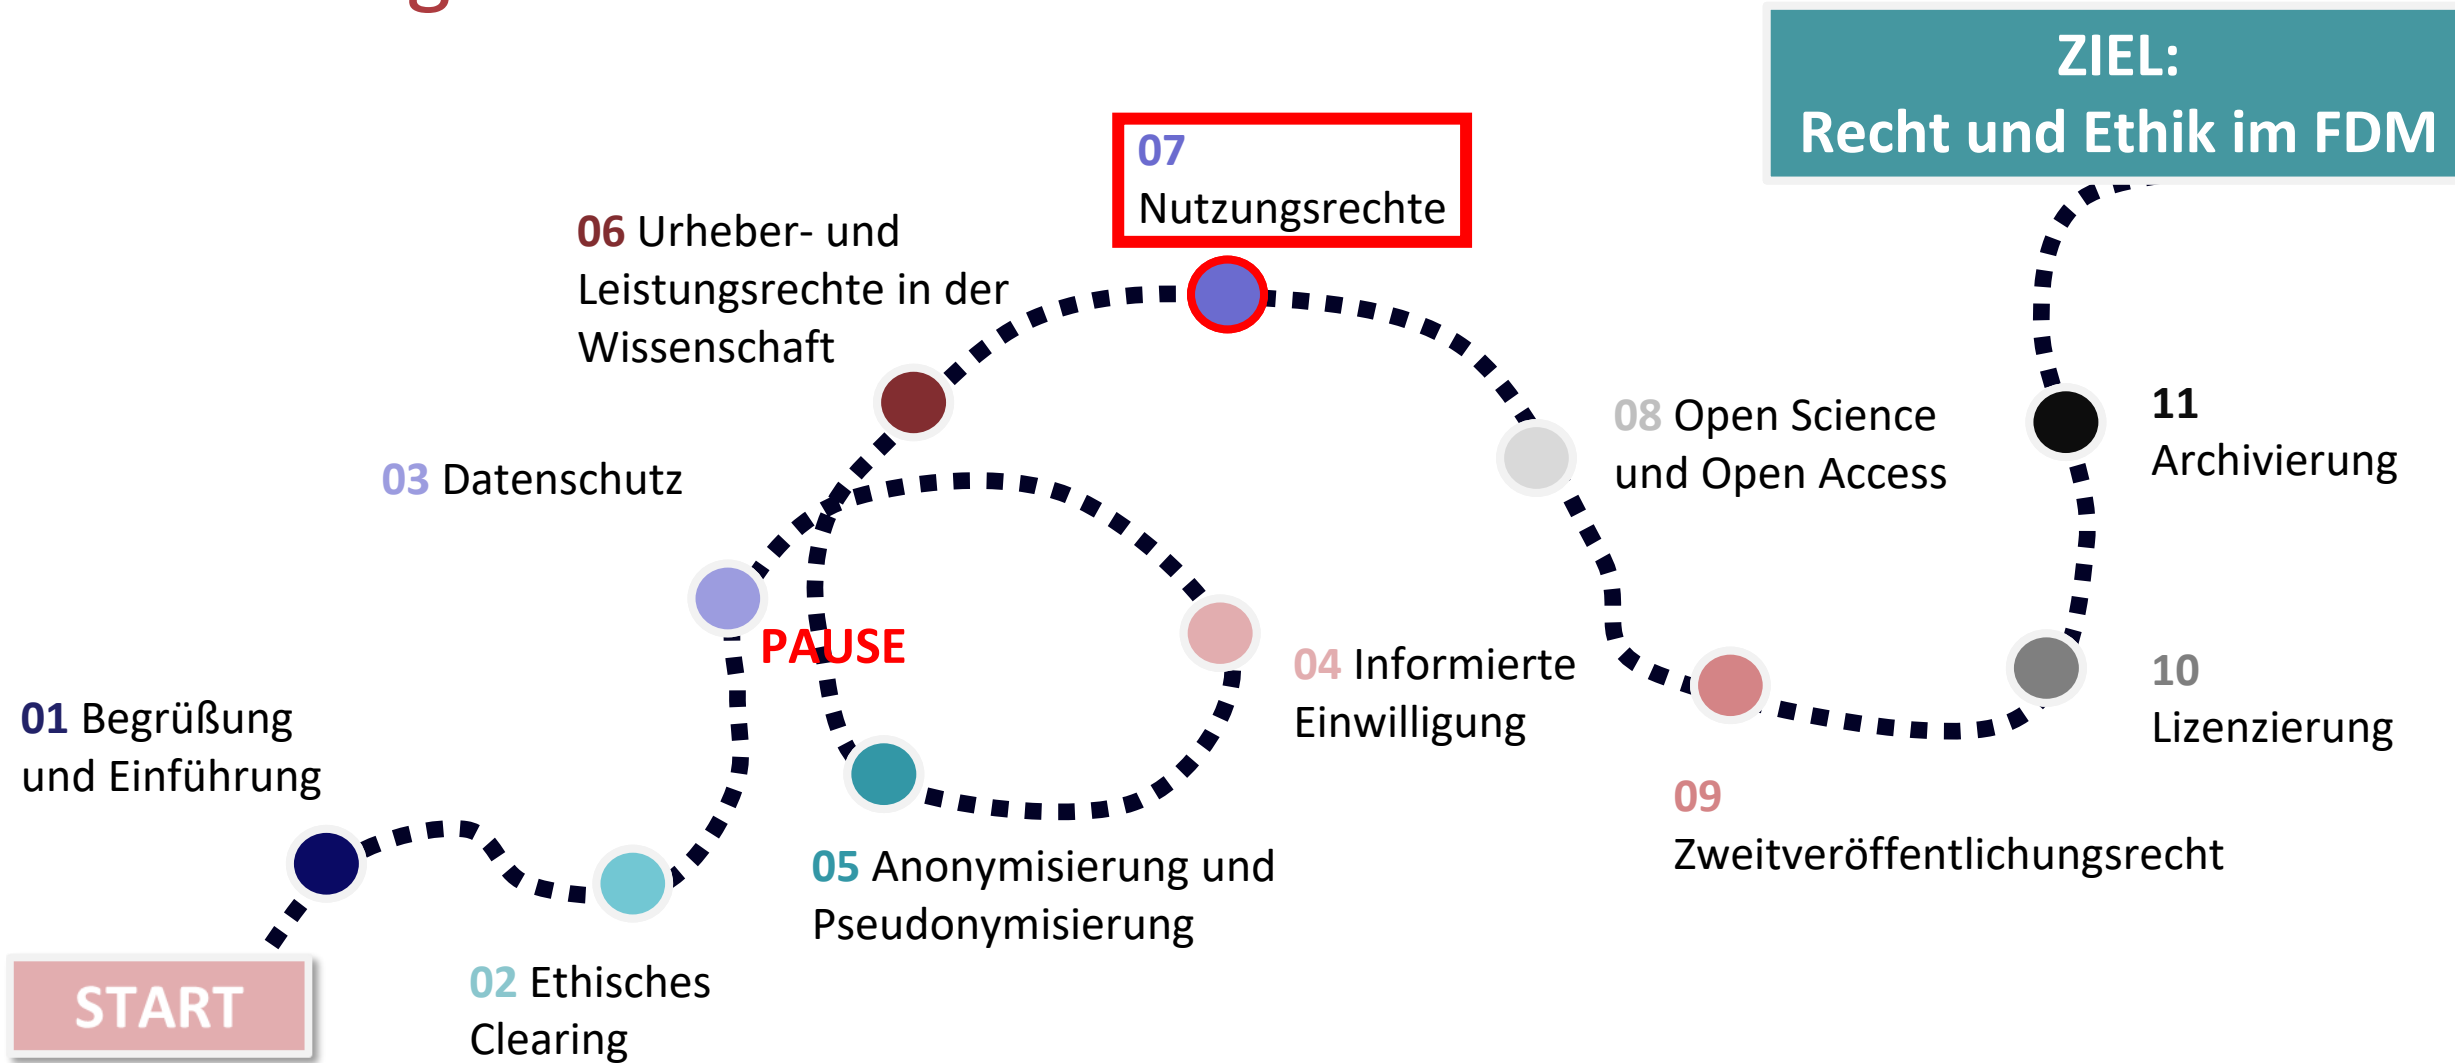 ZIEL:
Recht und Ethik im FDM
07
Nutzungsrechte
06 Urheber- und
Leistungsrechte in der
Wissenschaft
08 Open Science
und Open Access
11
Archivierung
03 Datenschutz
PAUSE
04 Informierte
Einwilligung
10
Lizenzierung
01 Begrüßung
und Einführung
09
Zweitveröffentlichungsrecht
05 Anonymisierung und
Pseudonymisierung
02 Ethisches
Clearing
START